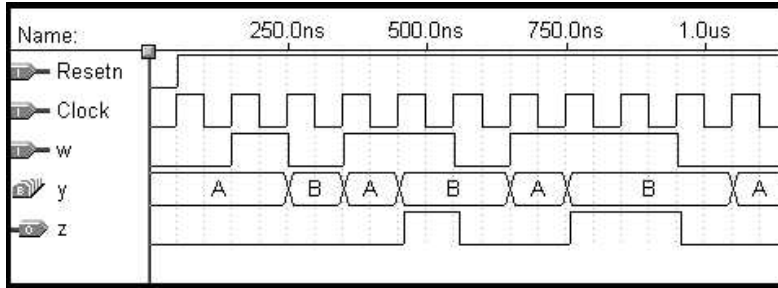 Name: 250.0ns 500.0ns 750.0ns 1.0us
I Resetn
I Clock
I w
B y A B A B A B A
O z